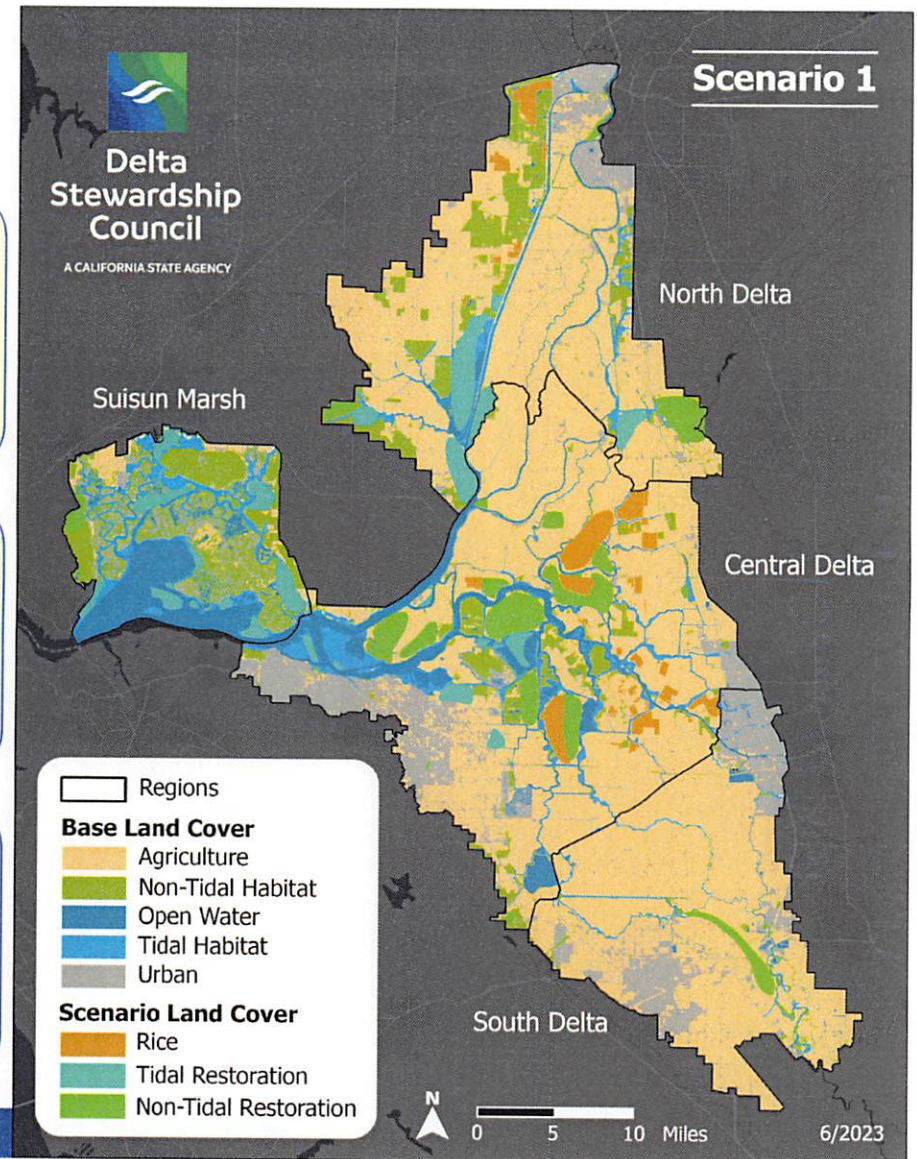 Delta
Stewardship
Council
A CALIFORNIA STATE AGENCY
Scenario 1
North Delta
Suisun Marsh
Central Delta
South Delta
Regions
Base Land Cover
Agriculture
Non-Tidal Habitat
Open Water
Tidal Habitat
Urban
Scenario Land Cover
Rice
Tidal Restoration
Non-Tidal Restoration
N
0 5 10 Miles
6/2023